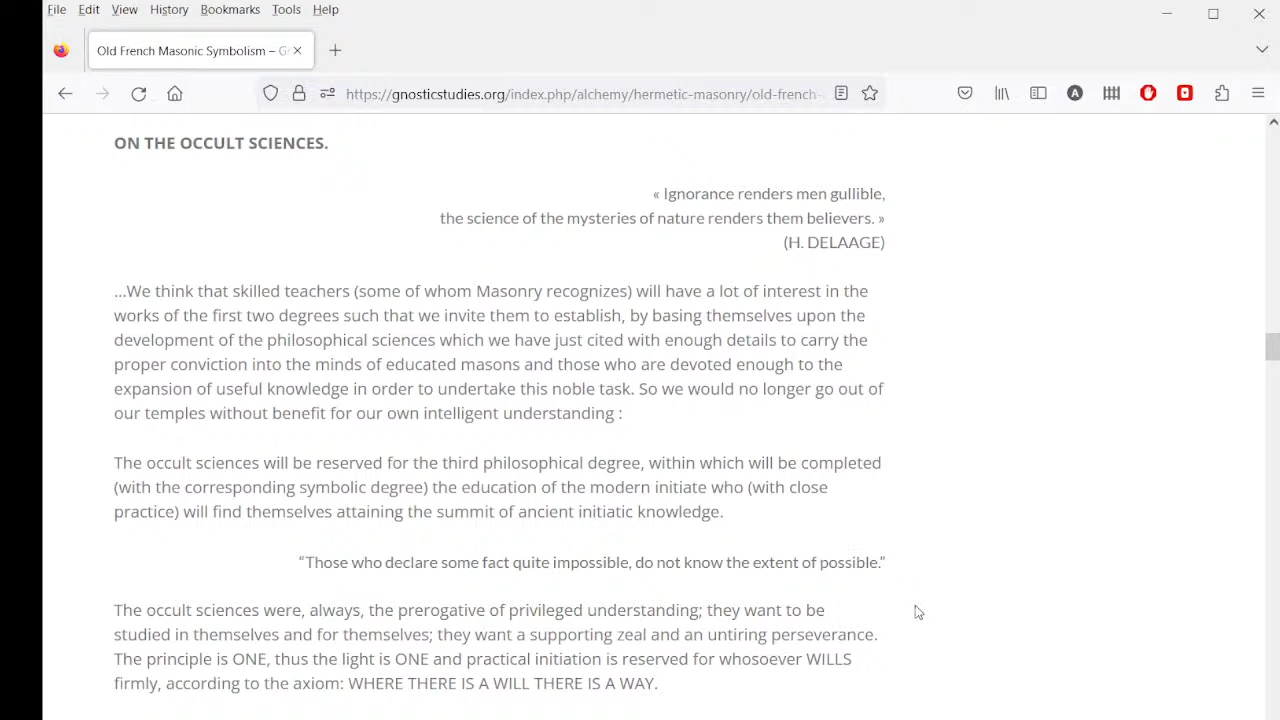 File Edit View History Bookmarks Tools Help
Old French Masonic Symbolism – G
https://gnosticstudies.org/index.php/alchemy/hermetic-masonry/old-french-
ON THE OCCULT SCIENCES.
« Ignorance renders men gullible,
the science of the mysteries of nature renders them believers. »
(H. DELAAGE)
...We think that skilled teachers (some of whom Masonry recognizes) will have a lot of interest in the
works of the first two degrees such that we invite them to establish, by basing themselves upon the
development of the philosophical sciences which we have just cited with enough details to carry the
proper conviction into the minds of educated masons and those who are devoted enough to the
expansion of useful knowledge in order to undertake this noble task. So we would no longer go out of
our temples without benefit for our own intelligent understanding :
The occult sciences will be reserved for the third philosophical degree, within which will be completed
(with the corresponding symbolic degree) the education of the modern initiate who (with close
practice) will find themselves attaining the summit of ancient initiatic knowledge.
“Those who declare some fact quite impossible, do not know the extent of possible.”
The occult sciences were, always, the prerogative of privileged understanding; they want to be
studied in themselves and for themselves; they want a supporting zeal and an untiring perseverance.
The principle is ONE, thus the light is ONE and practical initiation is reserved for whosoever WILLS
firmly, according to the axiom: WHERE THERE IS A WILL THERE IS A WAY.